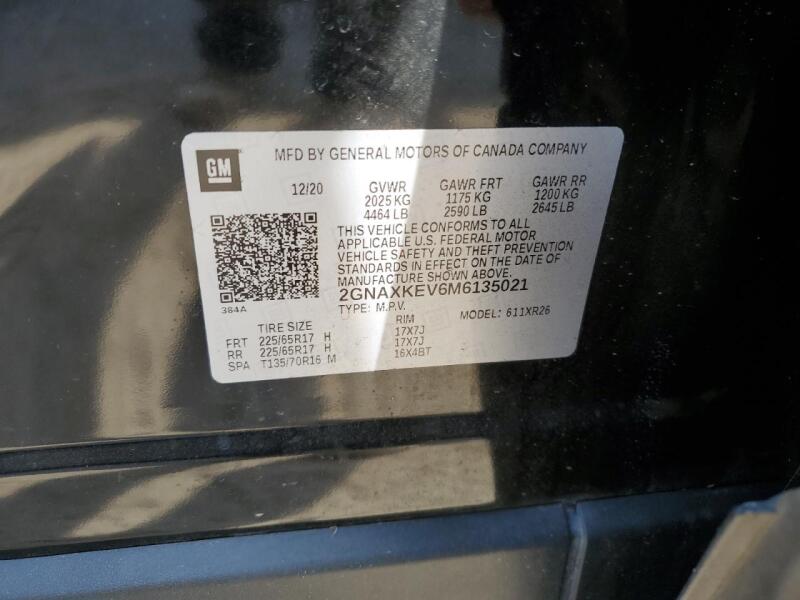 GM
MFD BY GENERAL MOTORS OF CANADA COMPANY
12/20 GVWR GAWR FRT GAWR RR
2025 KG 1175 KG 1200 KG
4464 LB 2590 LB 2645 LB
THIS VEHICLE CONFORMS TO ALL
APPLICABLE U.S. FEDERAL MOTOR
VEHICLE SAFETY AND THEFT PREVENTION
STANDARDS IN EFFECT ON THE DATE OF
MANUFACTURE SHOWN ABOVE.
2GNAXKEV6M6135021
384A
TYPE: M.P.V. MODEL: 611XR26
TIRE SIZE RIM
FRT 225/65R17 H 17X7J
RR 225/65R17 H 17X7J
SPA T135/70R16 M 16X4BT